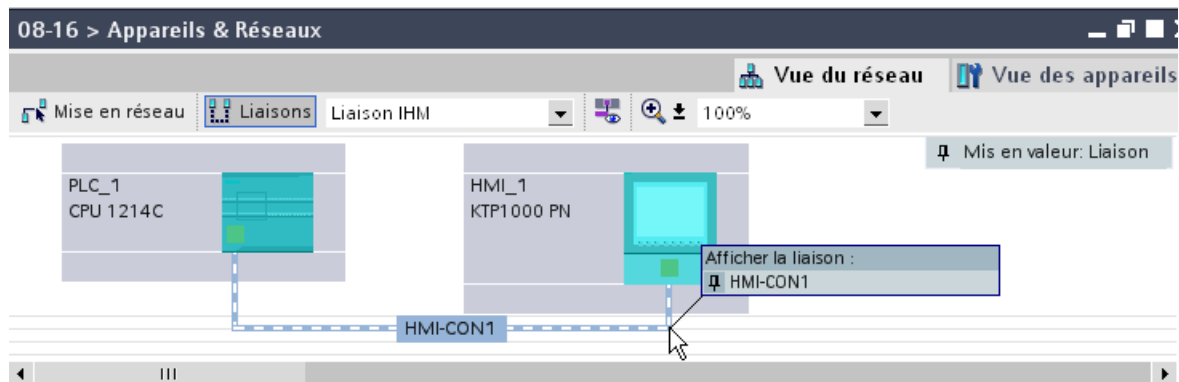 08-16 > Appareils & Réseaux
Vue du réseau Vue des appareils
Mise en réseau Liaisons Liaison IHM 100%
Mis en valeur: Liaison
PLC_1
CPU 1214C
HMI_1
KTP1000 PN
Afficher la liaison :
HMI-CON1
HMI-CON1